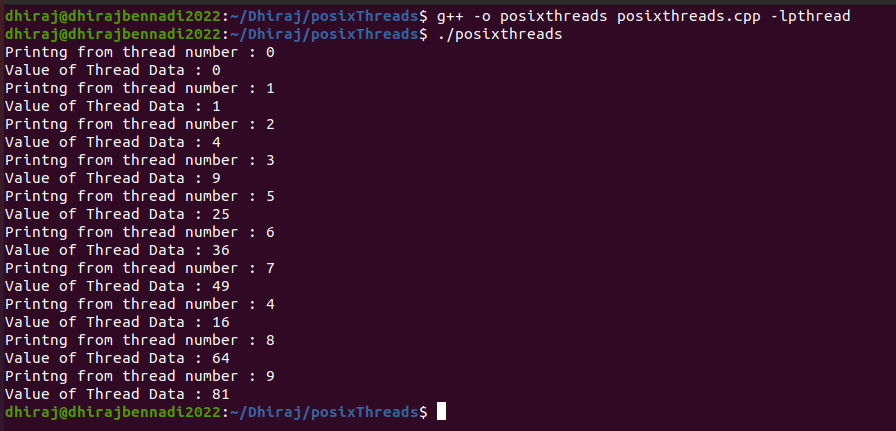 dhiraj@dhirajbennadi2022:~/Dhiraj/posixThreads$ g++ -o posixthreads posixthreads.cpp -lpthread
dhiraj@dhirajbennadi2022:~/Dhiraj/posixThreads$ ./posixthreads
Printng from thread number : 0
Value of Thread Data : 0
Printng from thread number : 1
Value of Thread Data : 1
Printng from thread number : 2
Value of Thread Data : 4
Printng from thread number : 3
Value of Thread Data : 9
Printng from thread number : 5
Value of Thread Data : 25
Printng from thread number : 6
Value of Thread Data : 36
Printng from thread number : 7
Value of Thread Data : 49
Printng from thread number : 4
Value of Thread Data : 16
Printng from thread number : 8
Value of Thread Data : 64
Printng from thread number : 9
Value of Thread Data : 81
dhiraj@dhirajbennadi2022:~/Dhiraj/posixThreads$